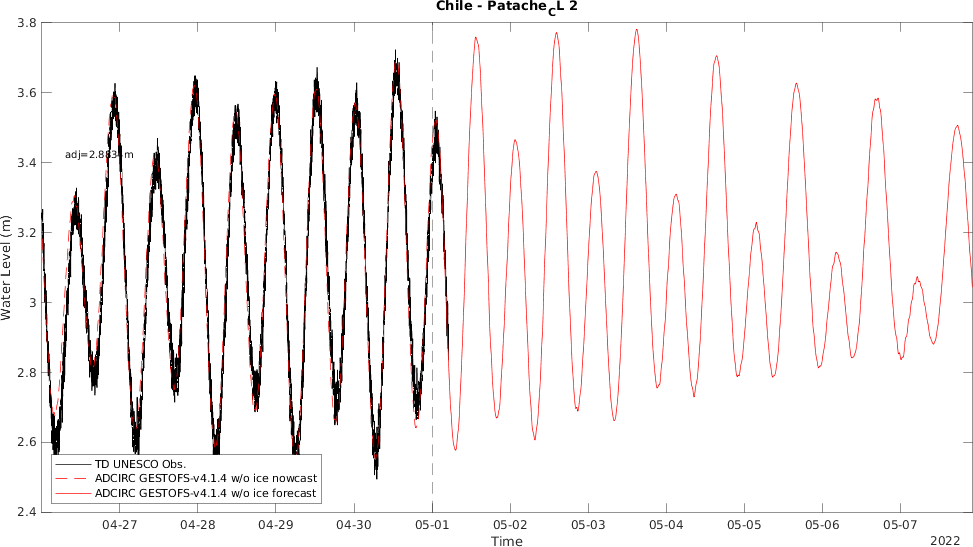 Chile - Patache_CL 2
3.8
3.6
3.4
3.2
3
2.8
2.6
2.4
Water Level (m)
TD UNESCO Obs.
ADCIRC GESTOFS-v4.1.4 w/o ice nowcast
ADCIRC GESTOFS-v4.1.4 w/o ice forecast
04-27 04-28 04-29 04-30 05-01 05-02 05-03 05-04 05-05 05-06 05-07
Time
2022